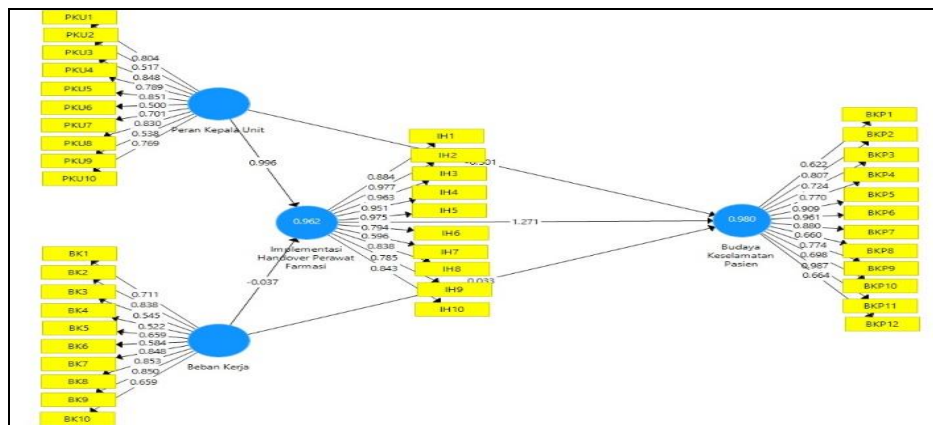 PKU1
PKU2
PKU3
PKU4
PKU5
PKU6
PKU7
PKU8
PKU9
PKU10
0.804
0.517
0.848
0.789
0.851
0.500
0.701
0.830
0.538
0.769
Peran Kepala Unit
0.996
BK1
BK2
BK3
BK4
BK5
BK6
BK7
BK8
BK9
BK10
0.711
0.838
0.545
0.522
0.659
0.584
0.848
0.853
0.850
0.659
Beban Kerja
-0.037
0.962
Implementasi
Handover Perawat
Farmasi
0.884
0.977
0.963
0.951
0.975
0.794
0.596
0.838
0.785
0.843
IH1
IH2
IH3
IH4
IH5
IH6
IH7
IH8
IH9
IH10
1.271
0.033
0.980
Budaya
Keselamatan
Pasien
0.622
0.807
0.724
0.770
0.909
0.961
0.880
0.660
0.774
0.698
0.987
0.664
BKP1
BKP2
BKP3
BKP4
BKP5
BKP6
BKP7
BKP8
BKP9
BKP10
BKP11
BKP12